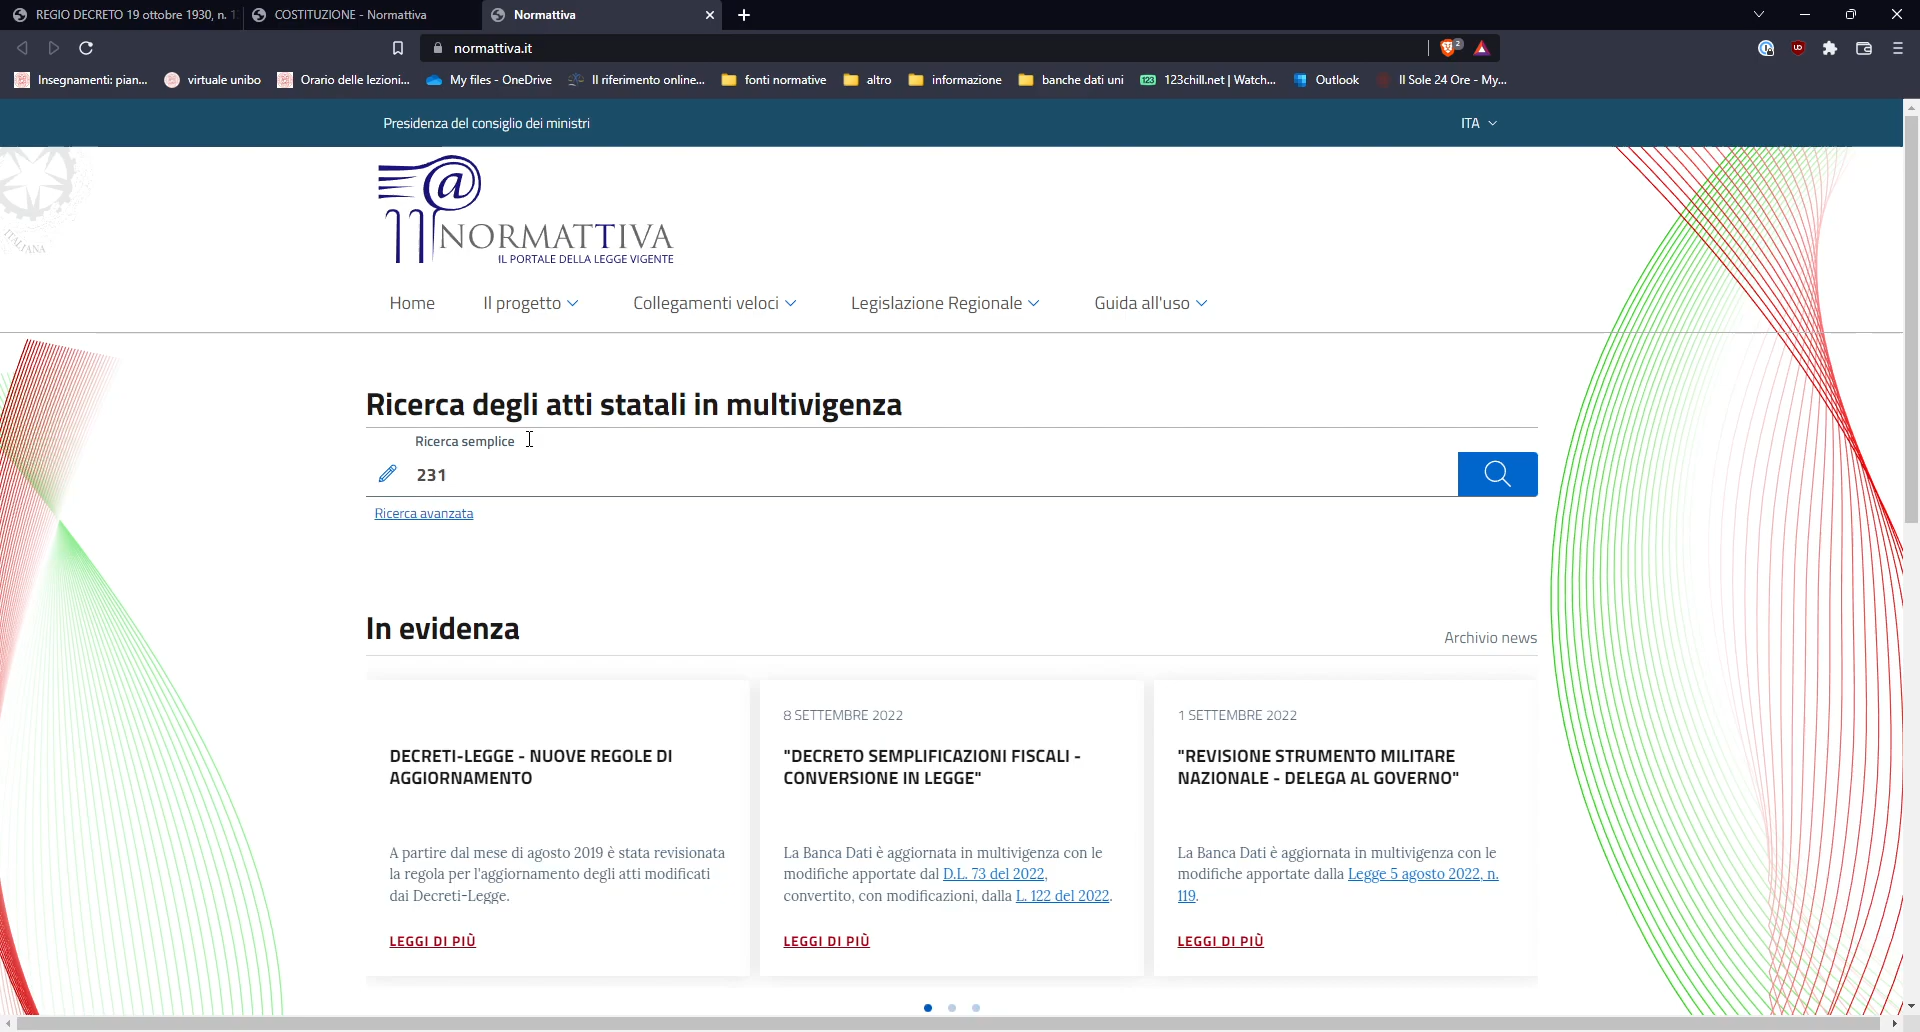 REGIO DECRETO 19 ottobre 1930, n. 1
COSTITUZIONE - Normattiva
Normattiva
normattiva.it
2
UD
Insegnamenti: pian...
virtuale unibo
Orario delle lezioni...
My files - OneDrive
Il riferimento online...
fonti normative
altro
informazione
banche dati uni
123
123chill.net | Watch...
Outlook
Il Sole 24 Ore - My...
Presidenza del consiglio dei ministri
ITA
ITALIANA
NORMATTIVA
IL PORTALE DELLA LEGGE VIGENTE
Home
Il progetto
Collegamenti veloci
Legislazione Regionale
Guida all'uso
Ricerca degli atti statali in multivigenza
Ricerca semplice
231
Ricerca avanzata
In evidenza
Archivio news
DECRETI-LEGGE - NUOVE REGOLE DI
AGGIORNAMENTO
A partire dal mese di agosto 2019 è stata revisionata
la regola per l'aggiornamento degli atti modificati
dai Decreti-Legge.
LEGGI DI PIÙ
8 SETTEMBRE 2022
"DECRETO SEMPLIFICAZIONI FISCALI -
CONVERSIONE IN LEGGE"
La Banca Dati è aggiornata in multivigenza con le
modifiche apportate dal D.L. 73 del 2022,
convertito, con modificazioni, dalla L. 122 del 2022.
LEGGI DI PIÙ
1 SETTEMBRE 2022
"REVISIONE STRUMENTO MILITARE
NAZIONALE - DELEGA AL GOVERNO"
La Banca Dati è aggiornata in multivigenza con le
modifiche apportate dalla Legge 5 agosto 2022, n.
119.
LEGGI DI PIÙ